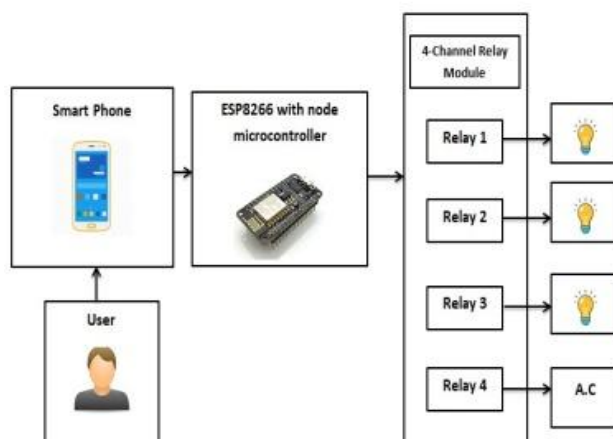 Smart Phone
User
ESP8266 with node
microcontroller
4-Channel Relay
Module
Relay 1
Relay 2
Relay 3
Relay 4
A.C